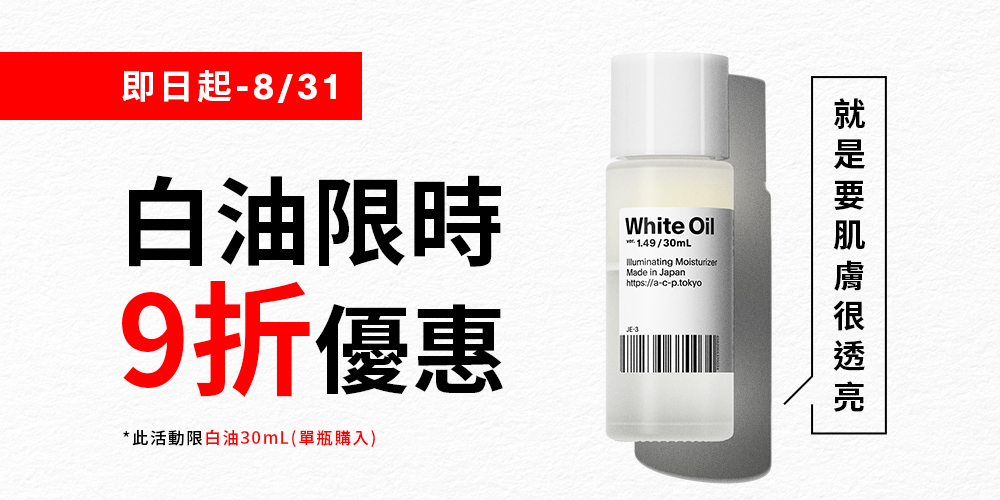 即日起-8/31
白油限時
9折優惠
*此活動限白油30mL(單瓶購入)
White Oil
ver. 1.49/30mL
Illuminating Moisturizer
Made in Japan
https://a-c-p.tokyo
JE-3
就是要肌膚很透亮